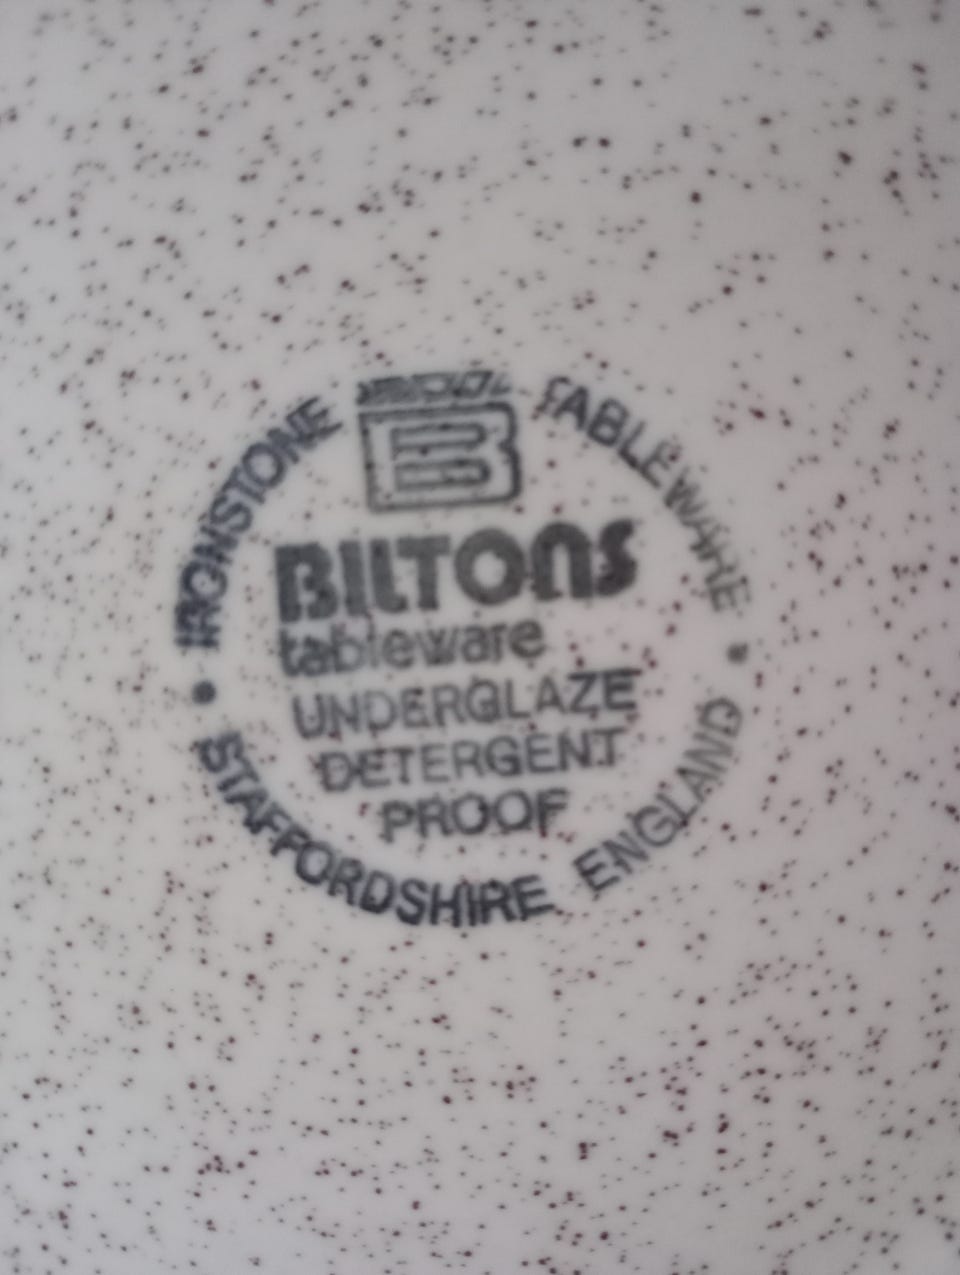 IRONSTONE TABLEWARE
B
BILTONS
tableware
UNDERGLAZE
DETERGENT
PROOF
STAFFORDSHIRE ENGLAND